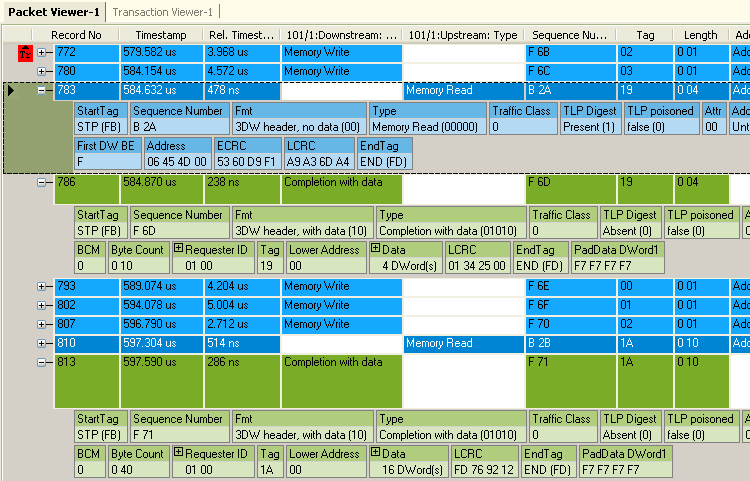 Packet Viewer-1 Transaction Viewer-1
Record No Timestamp Rel. Timest... 101/1:Downstream: ... 101/1:Upstream: Type Sequence Nu... Tag Length Add
772 579.582 us 3.968 us Memory Write F 6B 02 0 01 Add
780 584.154 us 4.572 us Memory Write F 6C 03 0 01 Add
783 584.632 us 478 ns Memory Read B 2A 19 0 04 Add
StartTag Sequence Number Fmt Type Traffic Class TLP Digest TLP poisoned Attr A
STP (FB) B 2A 3DW header, no data (00) Memory Read (00000) 0 Present (1) false (0) 00 Unt
First DW BE Address ECRC LCRC EndTag
F 06 45 4D 00 53 60 D9 F1 A9 A3 6D A4 END (FD)
786 584.870 us 238 ns Completion with data F 6D 19 0 04
StartTag Sequence Number Fmt Type Traffic Class TLP Digest TLP poisoned A
STP (FB) F 6D 3DW header, with data (10) Completion with data (01010) 0 Absent (0) false (0) 0
BCM Byte Count Requester ID Tag Lower Address Data LCRC EndTag PadData DWord1
0 0 10 01 00 19 00 4 DWord(s) 01 34 25 00 END (FD) F7 F7 F7 F7
793 589.074 us 4.204 us Memory Write F 6E 00 0 01 Add
802 594.078 us 5.004 us Memory Write F 6F 01 0 01 Add
807 596.790 us 2.712 us Memory Write F 70 02 0 01 Add
810 597.304 us 514 ns Memory Read B 2B 1A 0 10 Add
813 597.590 us 286 ns Completion with data F 71 1A 0 10
StartTag Sequence Number Fmt Type Traffic Class TLP Digest TLP poisoned A
STP (FB) F 71 3DW header, with data (10) Completion with data (01010) 0 Absent (0) false (0) 0
BCM Byte Count Requester ID Tag Lower Address Data LCRC EndTag PadData DWord1
0 0 40 01 00 1A 00 16 DWord(s) FD 76 92 12 END (FD) F7 F7 F7 F7